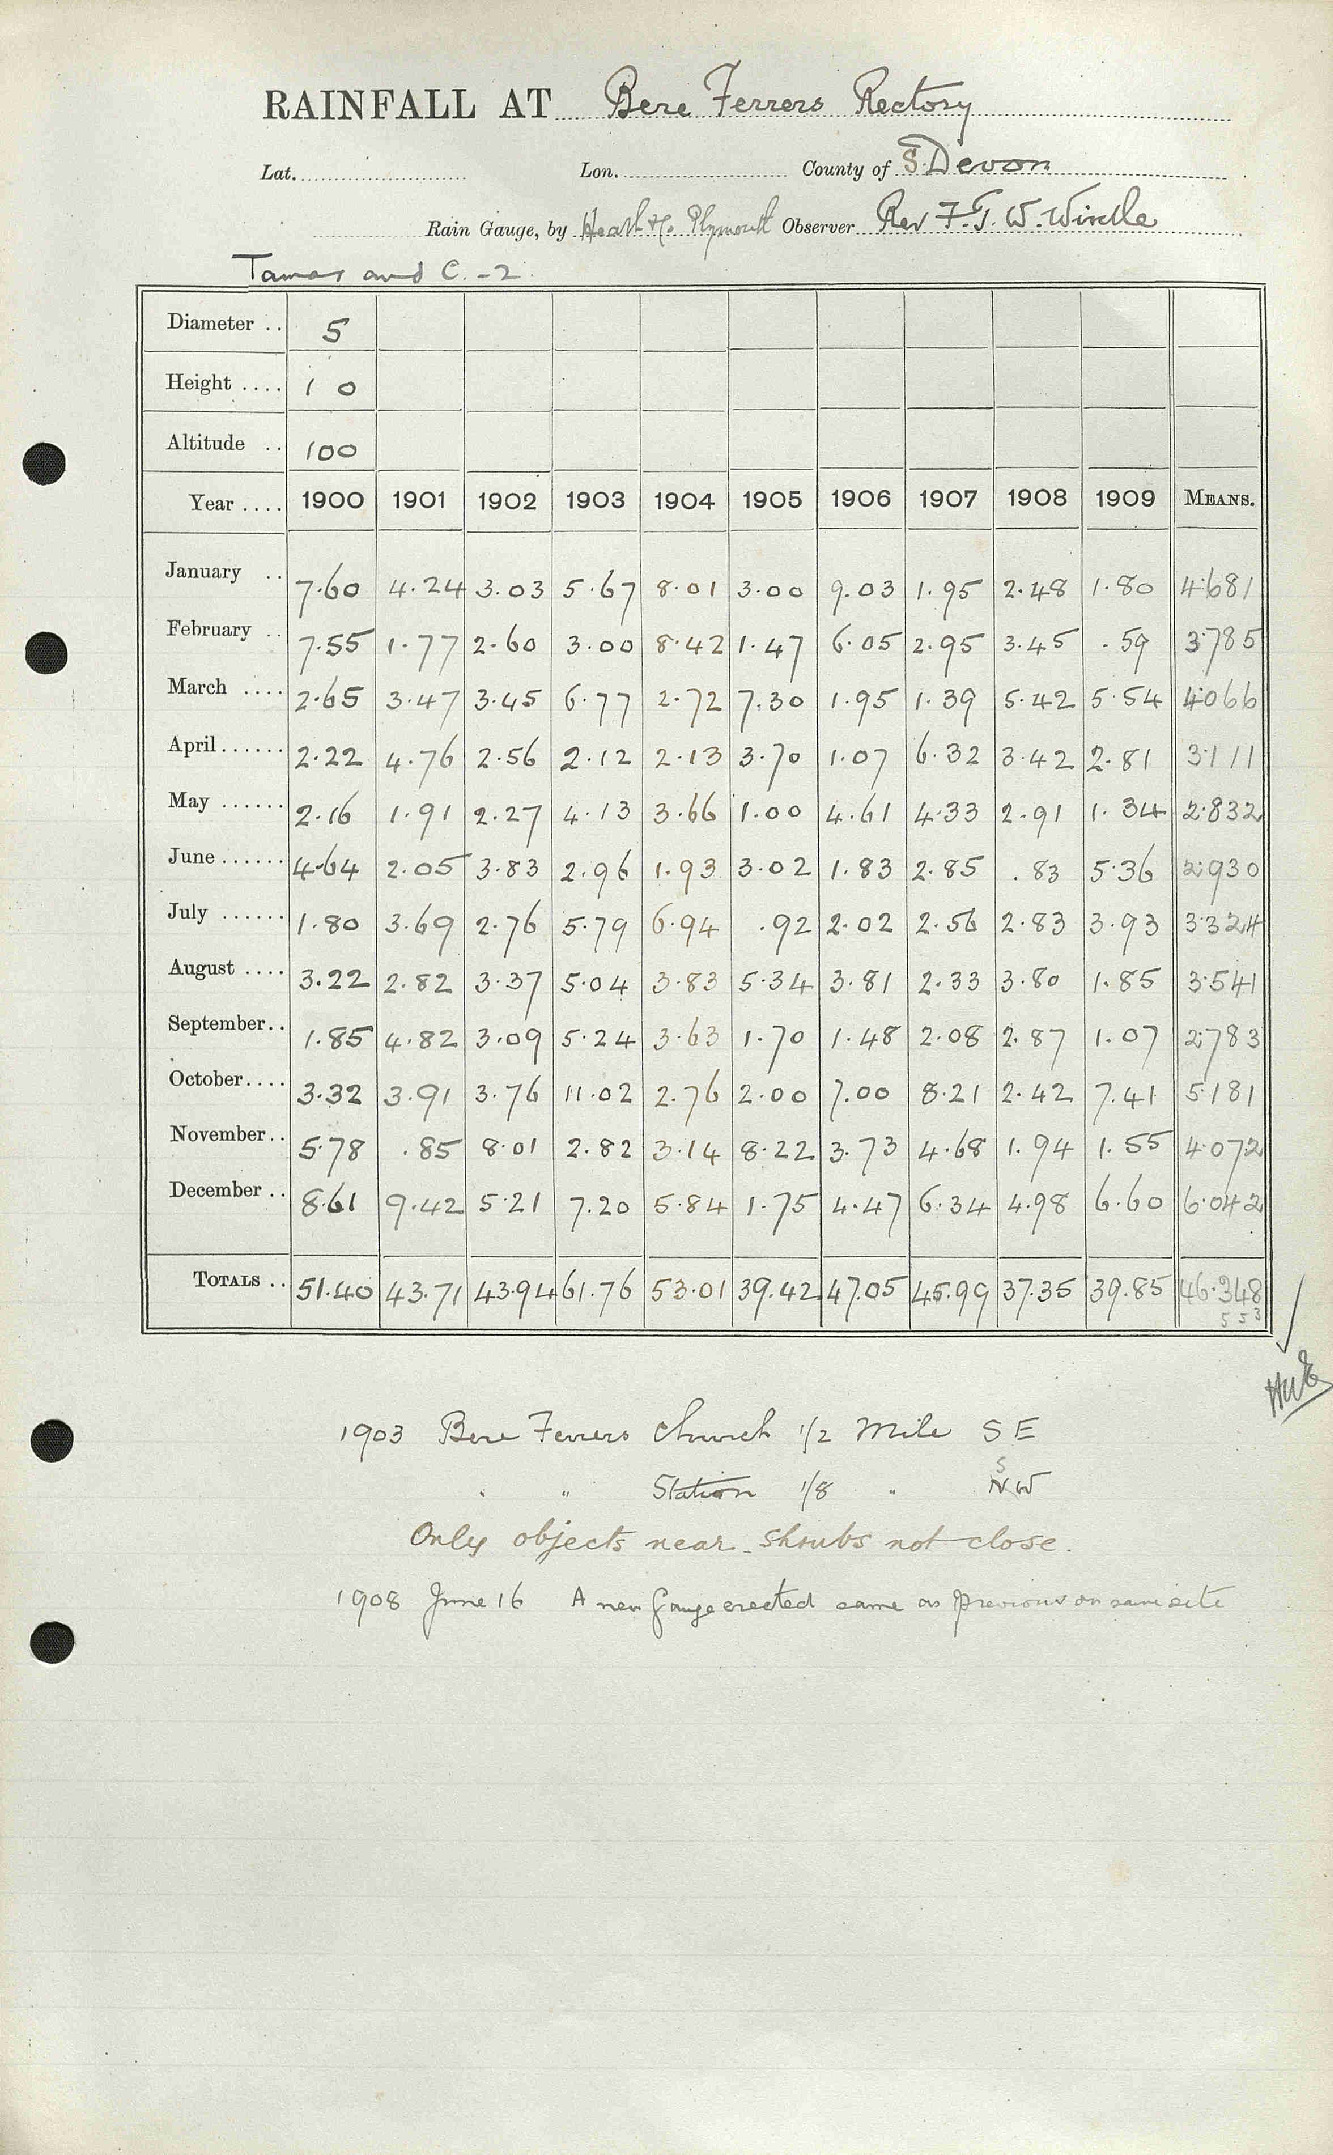 RAINFALL AT Bere Ferrers Rectory
Lat. Lon. County of S. Devon
Rain Gauge, by Heath & Co. Plymouth Observer Rev F. T. W. Windle
Tamar and C. - 2
Diameter .. 5
Height .... 1 0
Altitude .. 100
Year .... 1900 1901 1902 1903 1904 1905 1906 1907 1908 1909 MEANS.
January .. 7.60 4.24 3.03 5.67 8.01 3.00 9.03 1.95 2.48 1.80 4.681
February .. 7.55 1.77 2.60 3.00 8.42 1.47 6.05 2.95 3.45 .59 3.785
March .... 2.65 3.47 3.45 6.77 2.72 7.30 1.95 1.39 5.42 5.54 4.066
April ...... 2.22 4.76 2.56 2.12 2.13 3.70 1.07 6.32 3.42 2.81 3.111
May ...... 2.16 1.91 2.27 4.13 3.66 1.00 4.61 4.33 2.91 1.34 2.832
June ...... 4.64 2.05 3.83 2.96 1.93 3.02 1.83 2.85 .83 5.36 2.930
July ...... 1.80 3.69 2.76 5.79 6.94 .92 2.02 2.56 2.83 3.93 3.324
August .... 3.22 2.82 3.37 5.04 3.83 5.34 3.81 2.33 3.80 1.85 3.541
September .. 1.85 4.82 3.09 5.24 3.63 1.70 1.48 2.08 2.87 1.07 2.783
October .... 3.32 3.91 3.76 11.02 2.76 2.00 7.00 8.21 2.42 7.41 5.181
November .. 5.78 .85 8.01 2.82 3.14 8.22 3.73 4.68 1.94 1.55 4.072
December .. 8.61 9.42 5.21 7.20 5.84 1.75 4.47 6.34 4.98 6.60 6.042
TOTALS .. 51.40 43.71 43.94 61.76 53.01 39.42 47.05 45.99 37.35 39.85 46.348
5 5 3
1903 Bere Ferrers Church 1/2 Mile S E
" " Station 1/8 " S W
Only objects near - shrubs not close.
1908 June 16 A new gauge erected same as previous on same site